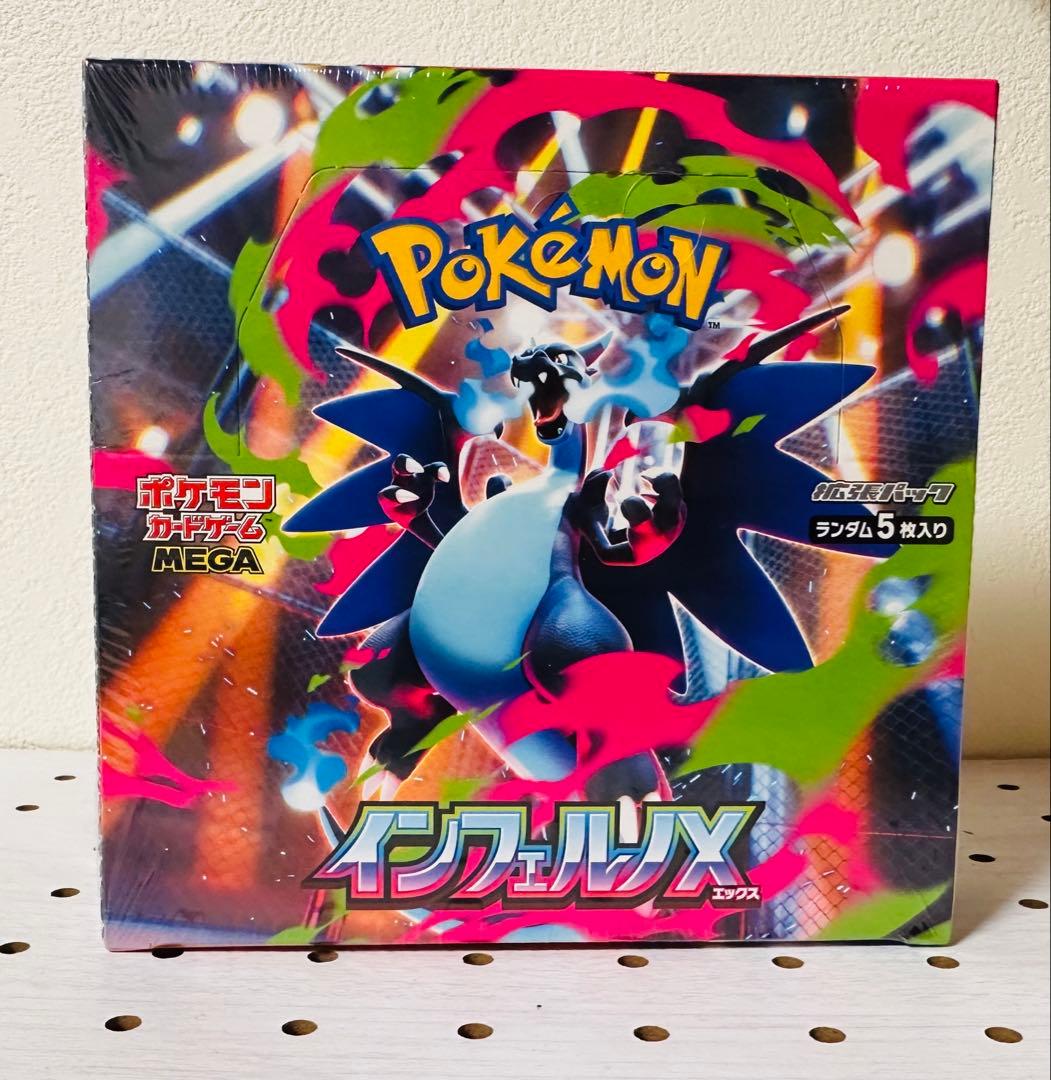 POKéMON
TM
ポケモン
カードゲーム
MEGA
拡張パック
ランダム5枚入り
インフェルノX
エックス